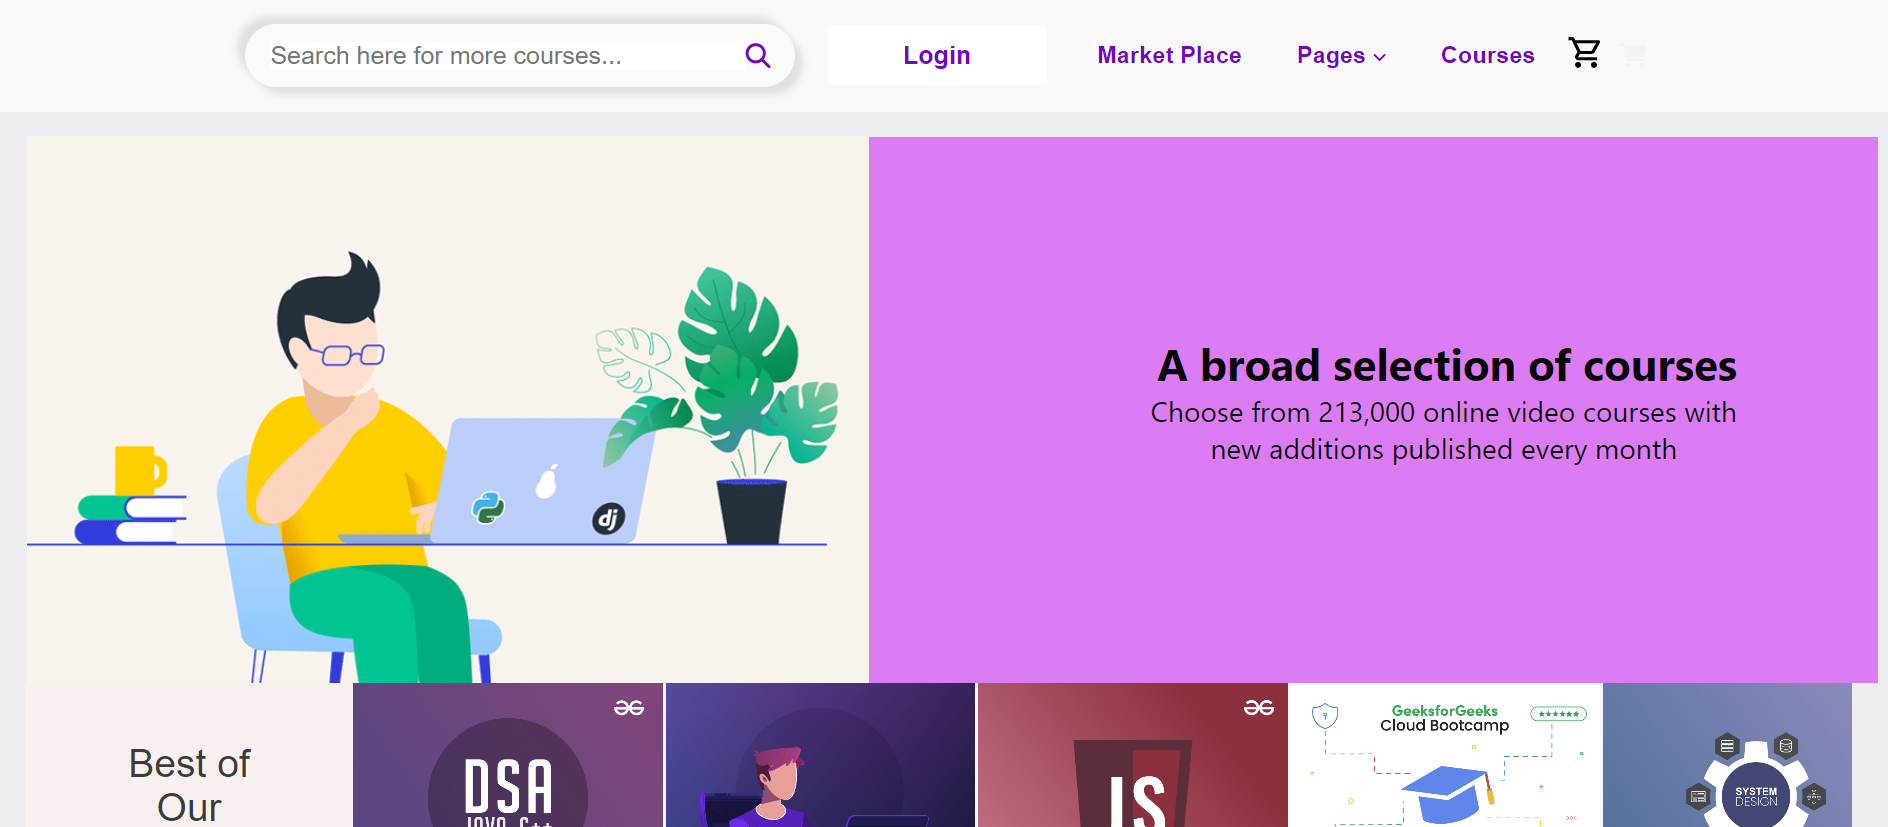 Search here for more courses...
Login
Market Place
Pages
Courses
A broad selection of courses
Choose from 213,000 online video courses with
new additions published every month
dj
Best of
Our
DSA
JAVA, C++
JS
GeeksforGeeks
Cloud Bootcamp
SYSTEM
DESIGN